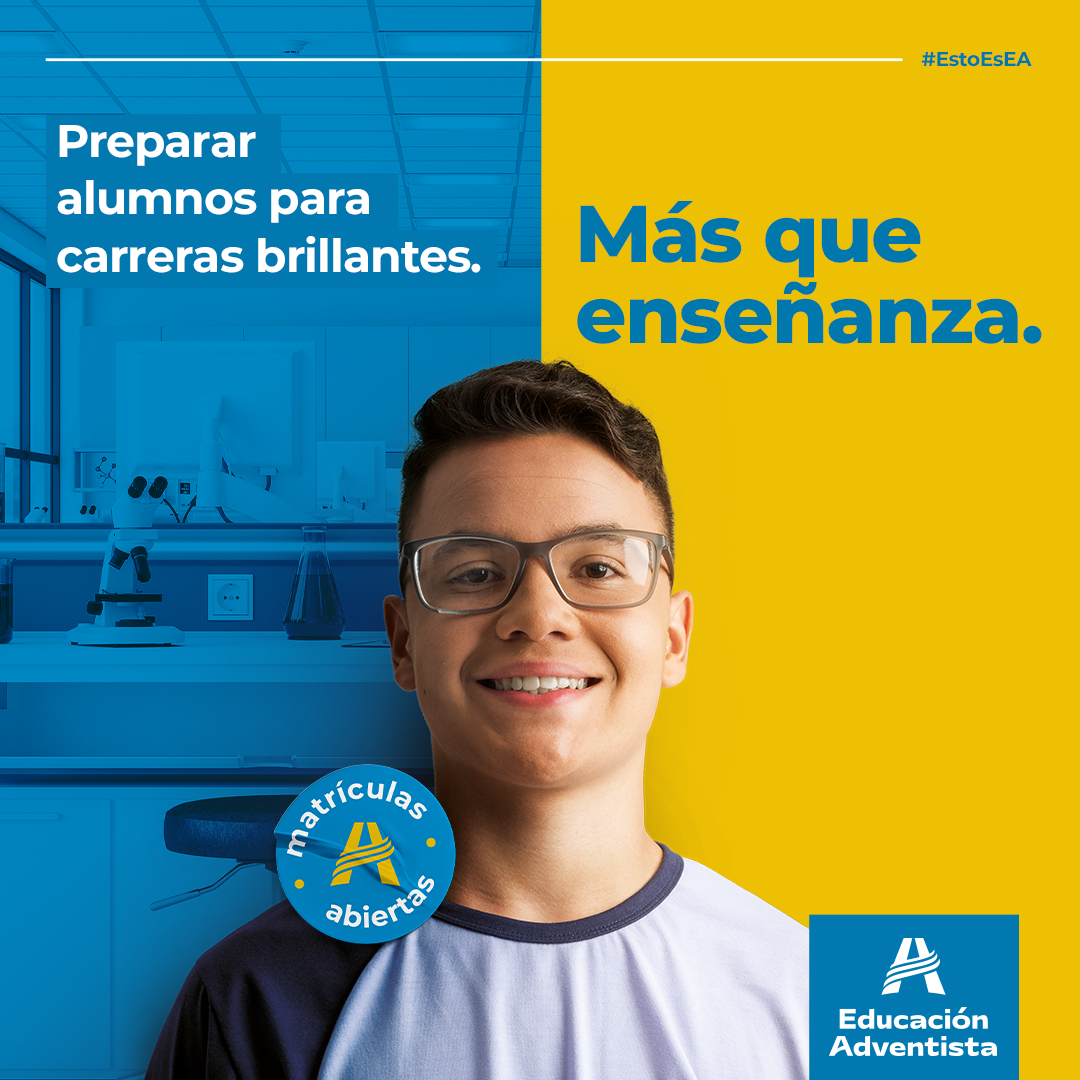 #EstoEsEA
Preparar
alumnos para
carreras brillantes.
Más que
enseñanza.
matrículas
abiertas
Educación
Adventista